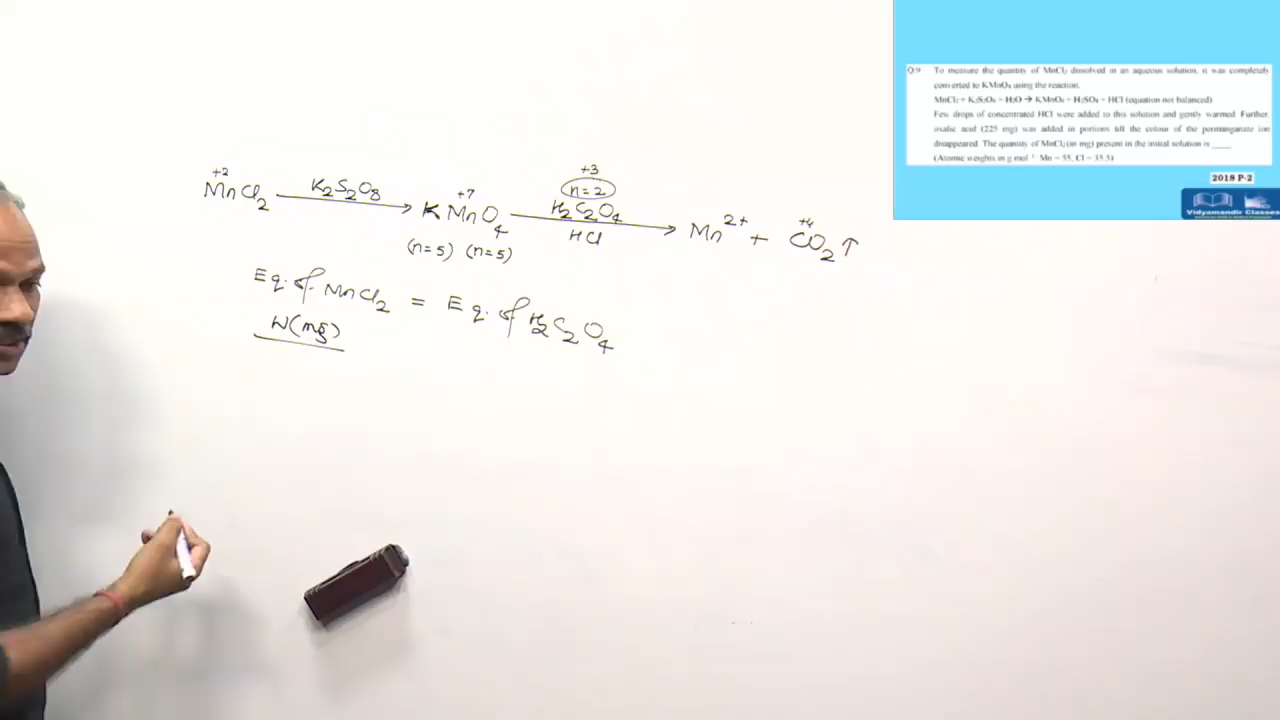 Q.9 To measure the quantity of MnCl₂ dissolved in an aqueous solution, it was completely
converted to KMnO₄ using the reaction,
MnCl₂ + K₂S₂O₈ + H₂O → KMnO₄ + H₂SO₄ + HCl (equation not balanced)
Few drops of concentrated HCl were added to this solution and gently warmed. Further,
oxalic acid (225 mg) was added in portions till the colour of the permanganate ion
disappeared. The quantity of MnCl₂ (in mg) present in the initial solution is ____
(Atomic weights in g mol⁻¹ Mn = 55, Cl = 35.5)
2018 P-2
Vidyamandir Classes
+2 +7 +3 +4
MnCl₂ K₂S₂O₈ → KMnO₄ n=2 H₂C₂O₄ HCl → Mn²⁺ + CO₂↑
(n=5) (n=5)
Eq. of MnCl₂ = Eq. of H₂C₂O₄
W(mg)